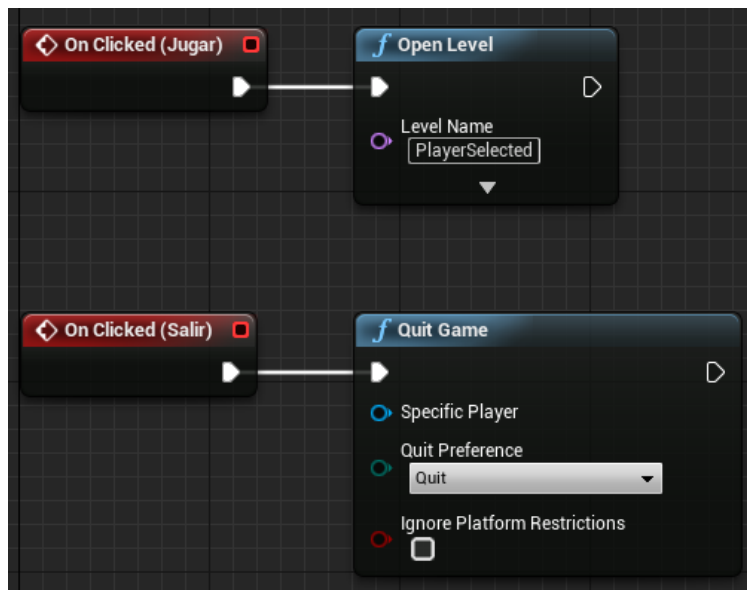 On Clicked (Jugar)
f Open Level
Level Name
PlayerSelected
On Clicked (Salir)
f Quit Game
Specific Player
Quit Preference
Quit
Ignore Platform Restrictions